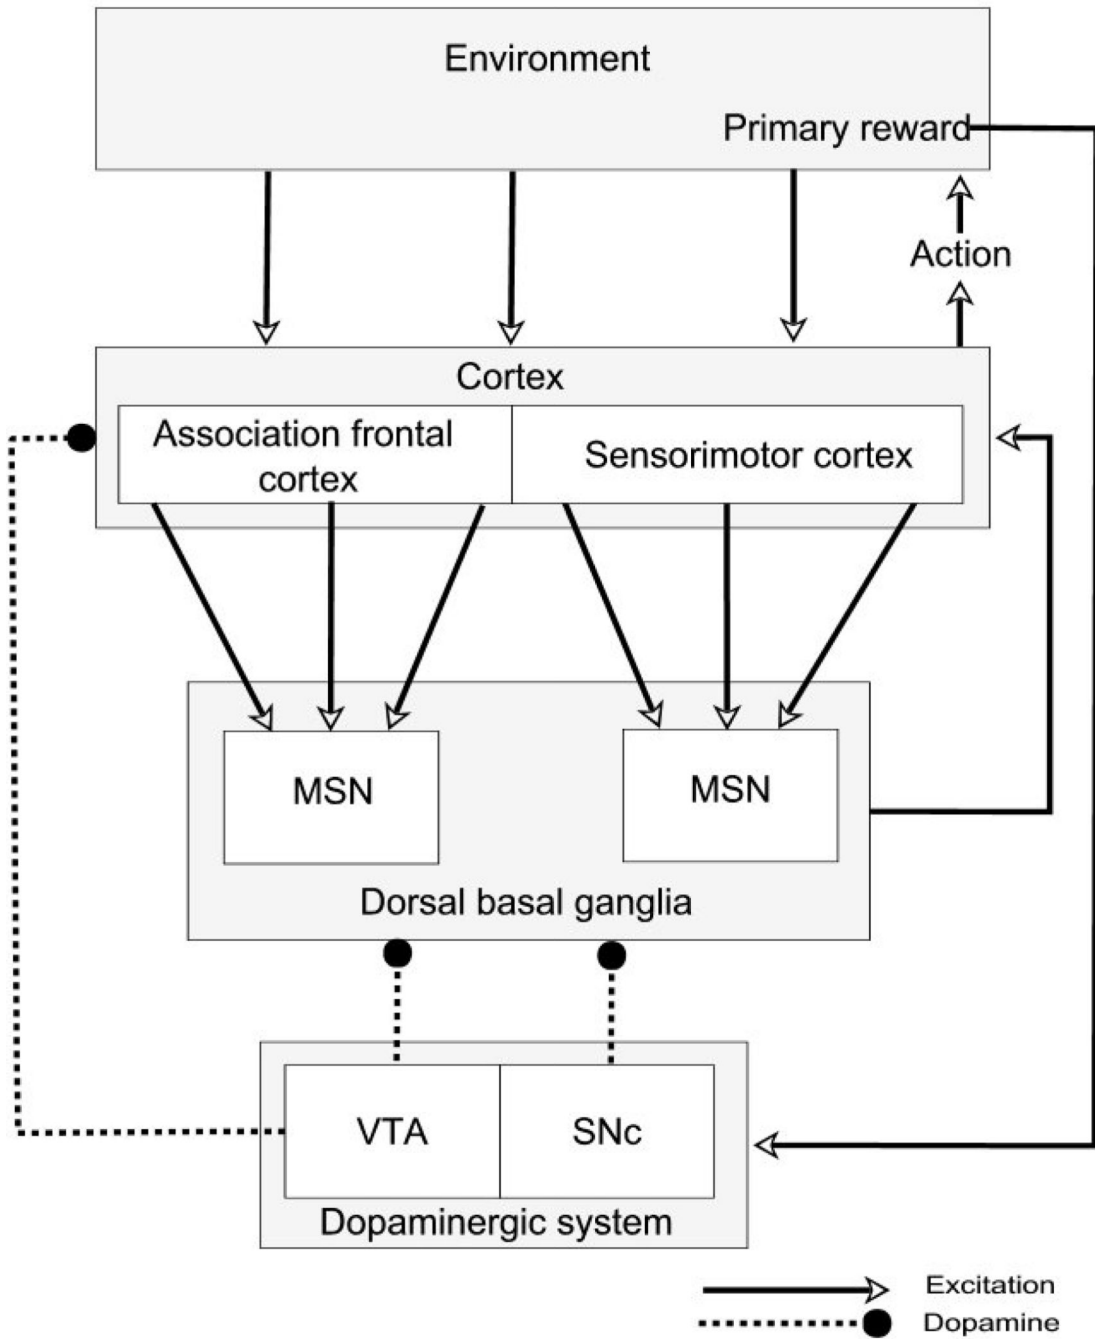 Environment
Primary reward
Action
Cortex
Association frontal
cortex
Sensorimotor cortex
MSN
MSN
Dorsal basal ganglia
VTA
SNc
Dopaminergic system
Excitation
Dopamine